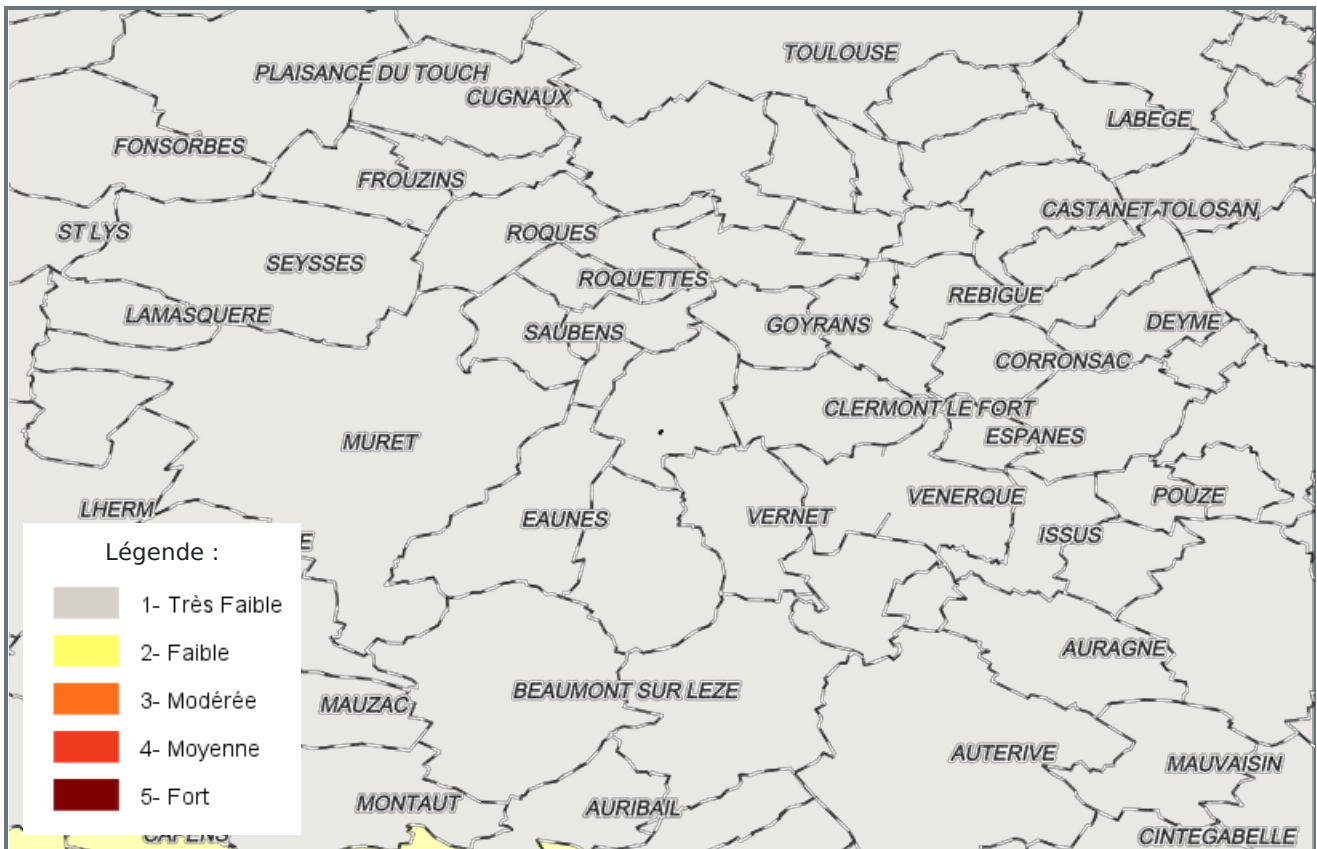 TOULOUSE
PLAISANCE DU TOUCH
CUGNAUX
LABEGE
FONSORBES
FROUZINS
CASTANET TOLOSAN
ST LYS
ROQUES
SEYSSES
ROQUETTES
REBIGUE
LAMASQUERE
SAUBENS
GOYRANS
DEYME
CORRONSAC
CLERMONT LE FORT
MURET
ESPANES
VENERQUE
POUZE
LHERM
EAUNES
VERNET
ISSUS
E
Légende :
1- Très Faible
2- Faible
3- Modérée
4- Moyenne
5- Fort
AURAGNE
BEAUMONT SUR LEZE
MAUZAC
AUTERIVE
MAUVAISIN
MONTAUT
AURIBAIL
CAPENS
CINTEGABELLE